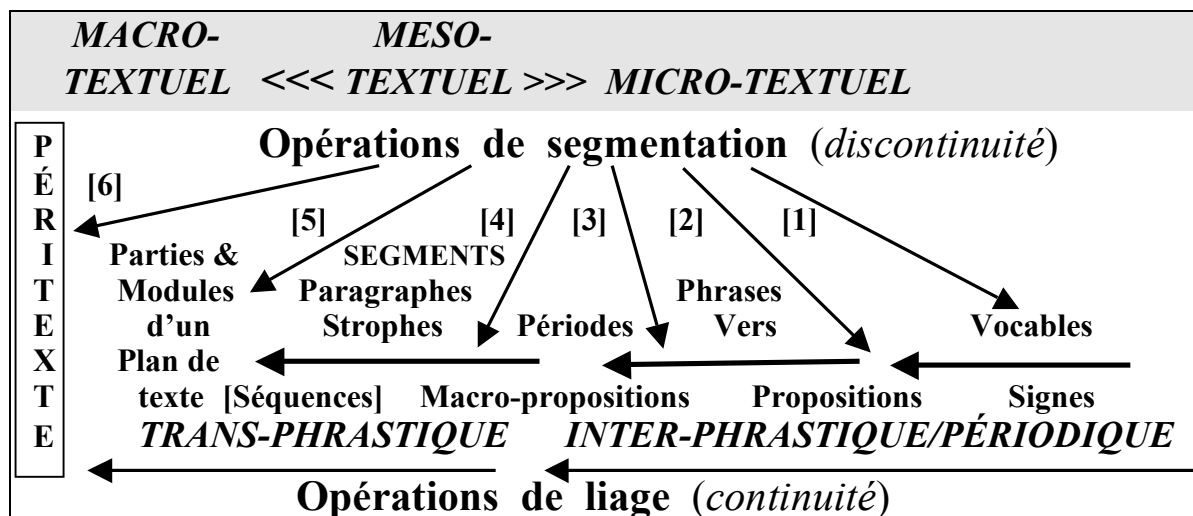 MACRO- MESO-
TEXTUEL <<< TEXTUEL >>> MICRO-TEXTUEL
PÉRITEXTE
Opérations de segmentation (discontinuité)
[6]
[5] [4] [3] [2] [1]
Parties & SEGMENTS
Modules Paragraphes Phrases
d’un Strophes Périodes Vers Vocables
Plan de
texte [Séquences] Macro-propositions Propositions Signes
TRANS-PHRASTIQUE INTER-PHRASTIQUE/PÉRIODIQUE
Opérations de liage (continuité)